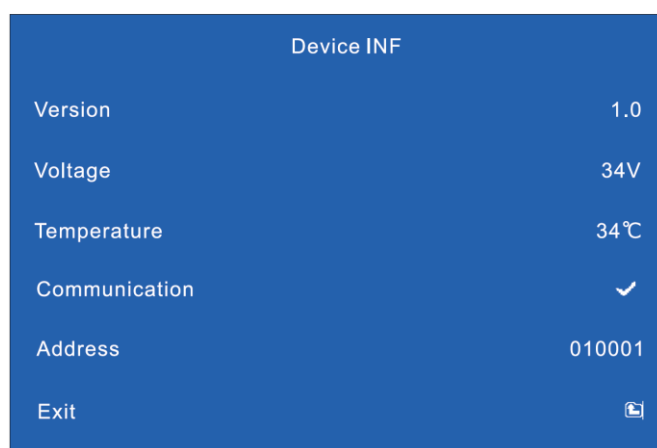 Device INF
Version 1.0
Voltage 34V
Temperature 34℃
Communication ✓
Address 010001
Exit